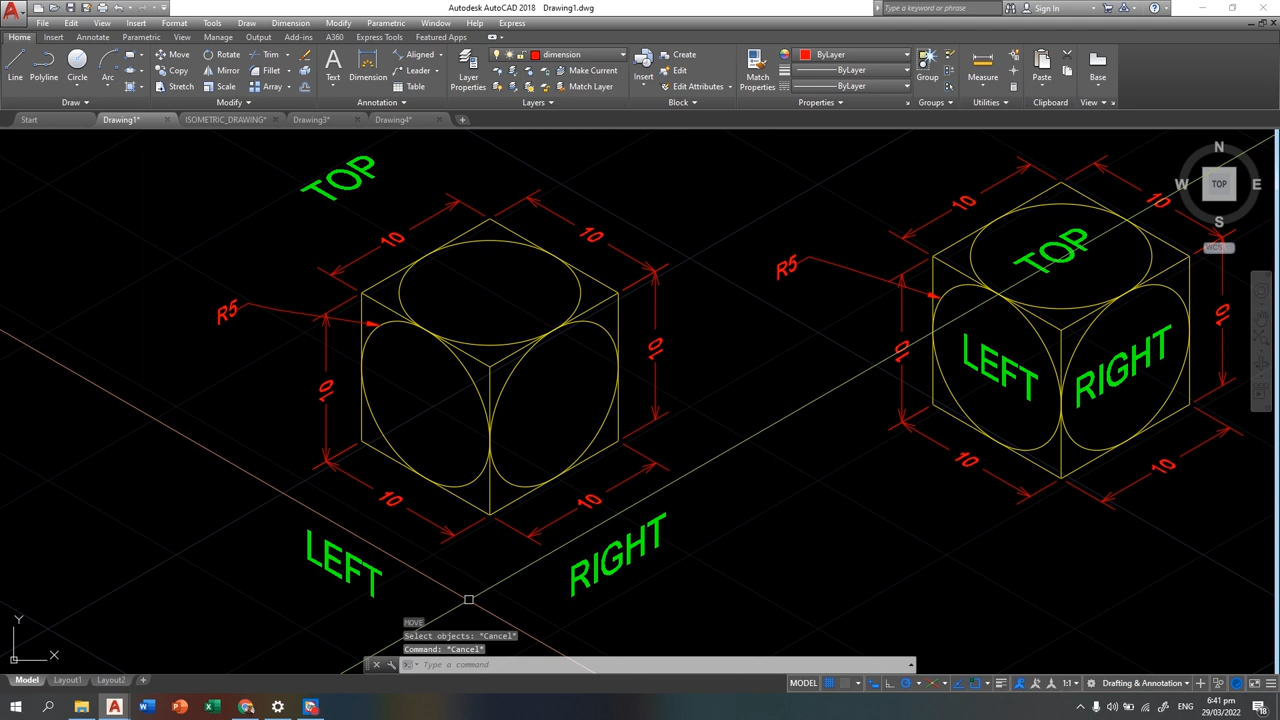 Autodesk AutoCAD 2018 Drawing1.dwg
Type a keyword or phrase
Sign In
File Edit View Insert Format Tools Draw Dimension Modify Parametric Window Help Express
Home Insert Annotate Parametric View Manage Output Add-ins A360 Express Tools Featured Apps
Line
Polyline
Circle
Arc
Move
Rotate
Trim
Copy
Mirror
Fillet
Stretch
Scale
Array
Text
Dimension
Aligned
Leader
Table
Layer
Properties
dimension
Make Current
Match Layer
Insert
Create
Edit
Edit Attributes
Match
Properties
ByLayer
ByLayer
ByLayer
Group
Measure
Paste
Base
Draw
Modify
Annotation
Layers
Block
Properties
Groups
Utilities
Clipboard
View
Start
Drawing1*
ISOMETRIC_DRAWING*
Drawing3*
Drawing4*
TOP
10
10
R5
10
10
10
10
LEFT
RIGHT
10
10
R5
TOP
10
LEFT
RIGHT
10
10
10
N
W
TOP
E
S
WCS
Y
X
MOVE
Select objects: *Cancel*
Command: *Cancel*
Type a command
Model Layout1 Layout2
MODEL
1:1
Drafting & Annotation
ENG
6:41 pm
29/03/2022
18